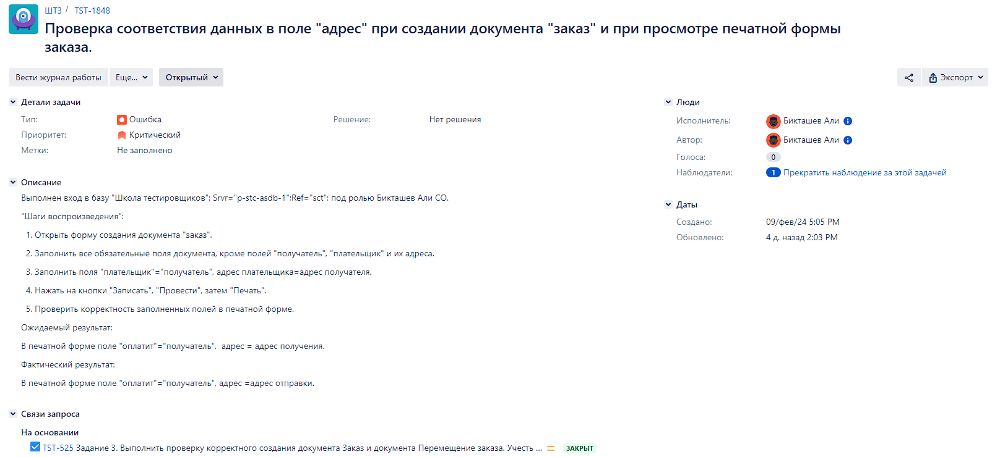 ШТЗ / TST-1848
Проверка соответствия данных в поле "адрес" при создании документа "заказ" и при просмотре печатной формы
заказа.
Вести журнал работы Еще... Открытый Экспорт
Детали задачи
Тип: Ошибка Решение: Нет решения
Приоритет: Критический
Метки: Не заполнено
Описание
Выполнен вход в базу "Школа тестировщиков": Srvr="p-stc-asdb-1";Ref="sct"; под ролью Бикташев Али СО.
"Шаги воспроизведения":
1. Открыть форму создания документа "заказ".
2. Заполнить все обязательные поля документа, кроме полей "получатель", "плательщик" и их адреса.
3. Заполнить поля "плательщик"="получатель", адрес плательщика=адрес получателя.
4. Нажать на кнопки "Записать", "Провести", затем "Печать".
5. Проверить корректность заполненных полей в печатной форме.
Ожидаемый результат:
В печатной форме поле "оплатит"="получатель",  адрес = адрес получения.
Фактический результат:
В печатной форме поле "оплатит"="получатель", адрес =адрес отправки.
Связи запроса
На основании
TST-525 Задание 3. Выполнить проверку корректного создания документа Заказ и документа Перемещение заказа. Учесть ... ЗАКРЫТ
Люди
Исполнитель: Бикташев Али
Автор: Бикташев Али
Голоса: 0
Наблюдатели: 1 Прекратить наблюдение за этой задачей
Даты
Создано: 09/фев/24 5:05 PM
Обновлено: 4 д. назад 2:03 PM